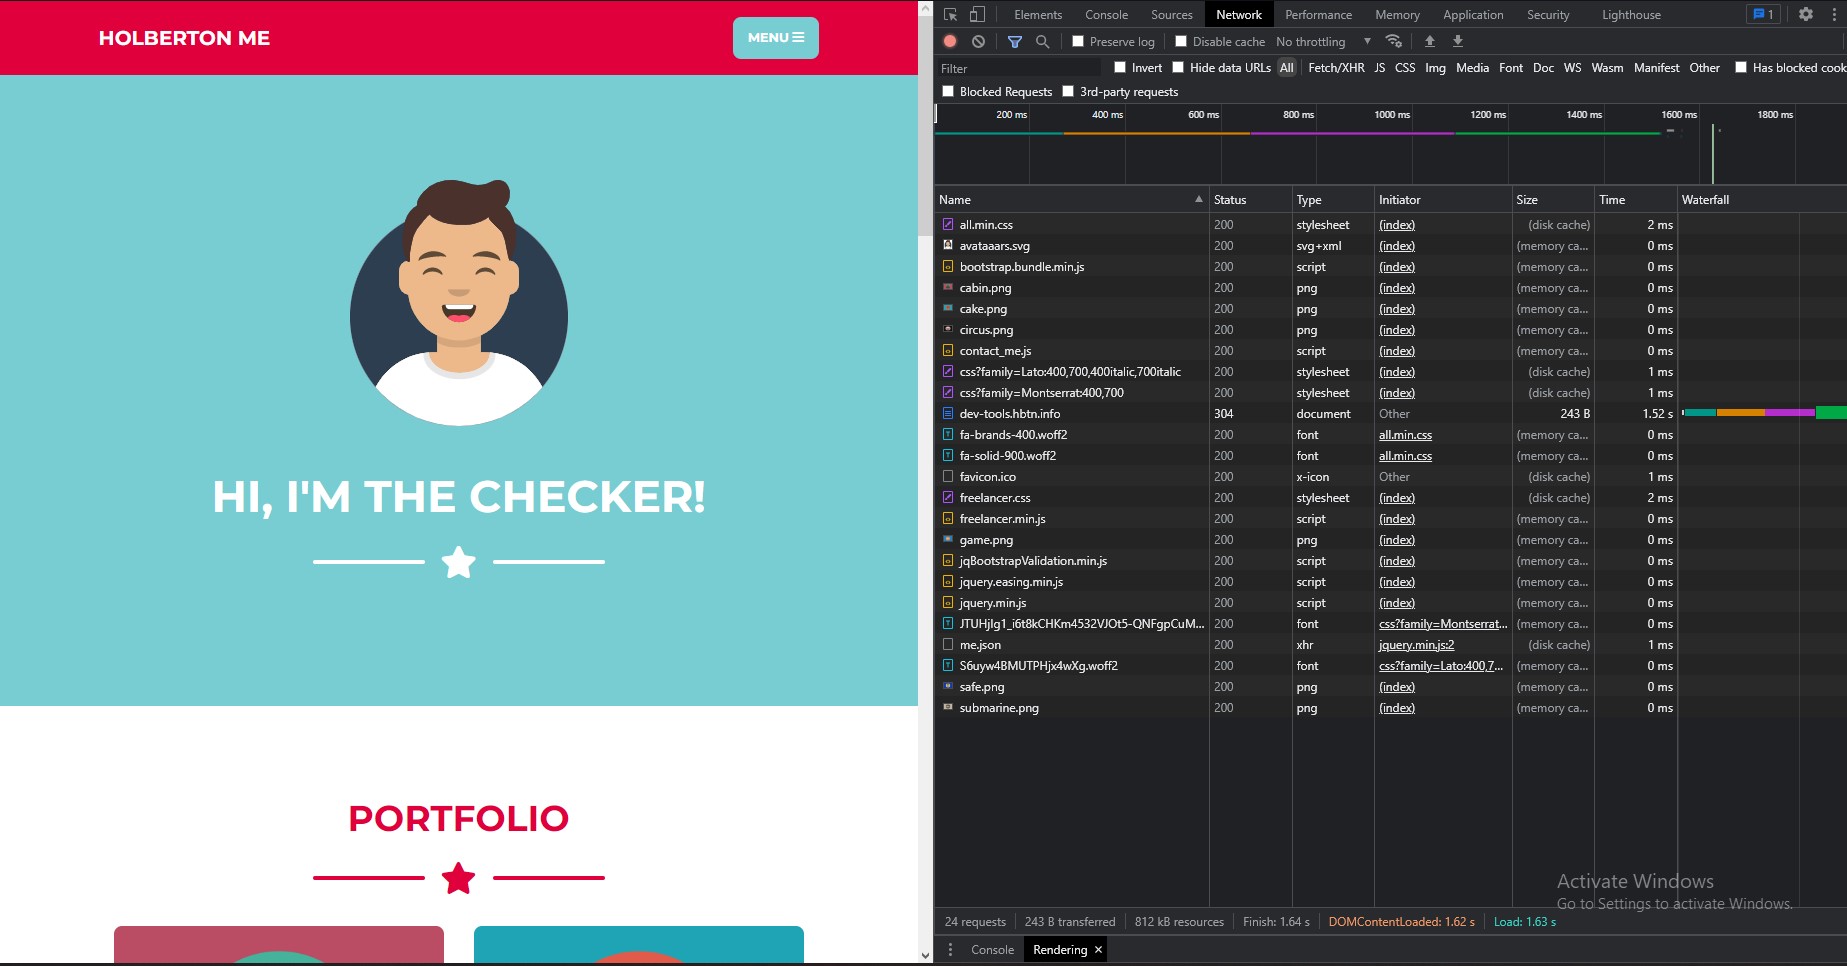 HOLBERTON ME
MENU
HI, I'M THE CHECKER!
PORTFOLIO
Elements Console Sources Network Performance Memory Application Security Lighthouse 1
Preserve log Disable cache No throttling
Filter Invert Hide data URLs All Fetch/XHR JS CSS Img Media Font Doc WS Wasm Manifest Other Has blocked cook
Blocked Requests 3rd-party requests
200 ms 400 ms 600 ms 800 ms 1000 ms 1200 ms 1400 ms 1600 ms 1800 ms
Name Status Type Initiator Size Time Waterfall
all.min.css 200 stylesheet (index) (disk cache) 2 ms
avataaars.svg 200 svg+xml (index) (memory ca... 0 ms
bootstrap.bundle.min.js 200 script (index) (memory ca... 0 ms
cabin.png 200 png (index) (memory ca... 0 ms
cake.png 200 png (index) (memory ca... 0 ms
circus.png 200 png (index) (memory ca... 0 ms
contact_me.js 200 script (index) (memory ca... 0 ms
css?family=Lato:400,700,400italic,700italic 200 stylesheet (index) (disk cache) 1 ms
css?family=Montserrat:400,700 200 stylesheet (index) (disk cache) 1 ms
dev-tools.hbtn.info 304 document Other 243 B 1.52 s
fa-brands-400.woff2 200 font all.min.css (memory ca... 0 ms
fa-solid-900.woff2 200 font all.min.css (memory ca... 0 ms
favicon.ico 200 x-icon Other (disk cache) 1 ms
freelancer.css 200 stylesheet (index) (disk cache) 2 ms
freelancer.min.js 200 script (index) (memory ca... 0 ms
game.png 200 png (index) (memory ca... 0 ms
jqBootstrapValidation.min.js 200 script (index) (memory ca... 0 ms
jquery.easing.min.js 200 script (index) (memory ca... 0 ms
jquery.min.js 200 script (index) (memory ca... 0 ms
JTUHjIg1_i6t8kCHKm4532VJOt5-QNFgpCuM... 200 font css?family=Montserrat... (memory ca... 0 ms
me.json 200 xhr jquery.min.js:2 (disk cache) 1 ms
S6uyw4BMUTPHjx4wXg.woff2 200 font css?family=Lato:400,7... (memory ca... 0 ms
safe.png 200 png (index) (memory ca... 0 ms
submarine.png 200 png (index) (memory ca... 0 ms
Activate Windows
Go to Settings to activate Windows.
24 requests 243 B transferred 812 kB resources Finish: 1.64 s DOMContentLoaded: 1.62 s Load: 1.63 s
Console Rendering